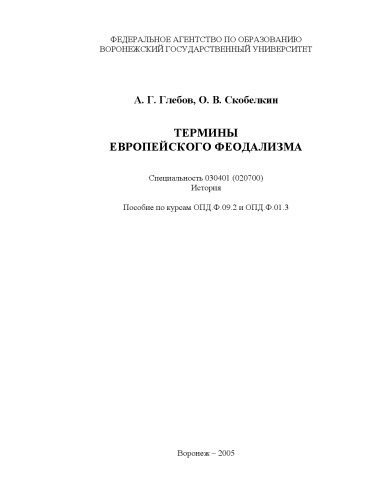 ФЕДЕРАЛЬНОЕ АГЕНТСТВО ПО ОБРАЗОВАНИЮ
ВОРОНЕЖСКИЙ ГОСУДАРСТВЕННЫЙ УНИВЕРСИТЕТ
А. Г. Глебов, О. В. Скобелкин
ТЕРМИНЫ
ЕВРОПЕЙСКОГО ФЕОДАЛИЗМА
Специальность 030401 (020700)
История
Пособие по курсам ОПД.Ф.09.2 и ОПД.Ф.01.3
Воронеж – 2005